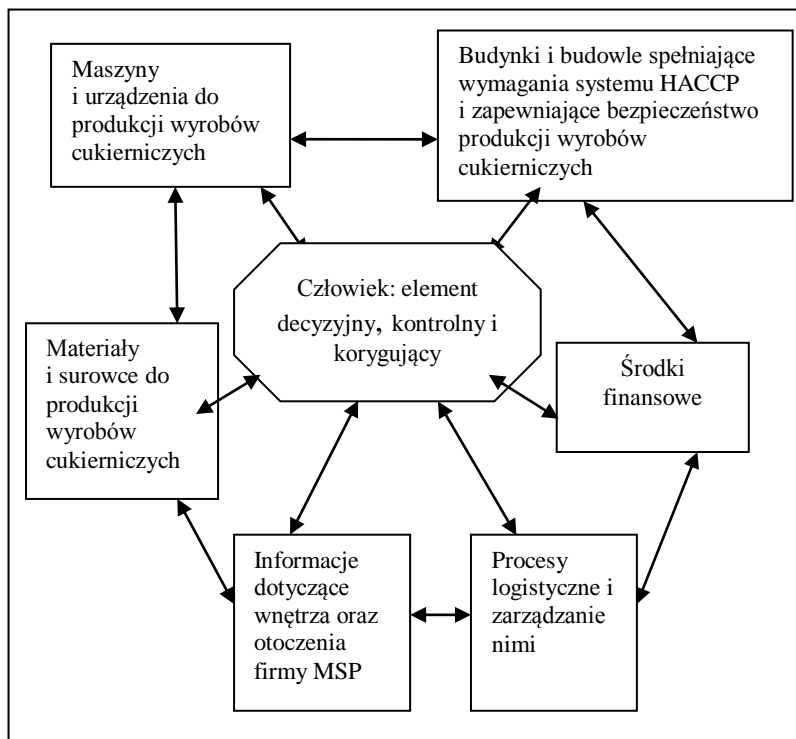 Maszyny
i urządzenia do
produkcji wyrobów
cukierniczych
Budynki i budowle spełniające
wymagania systemu HACCP
i zapewniające bezpieczeństwo
produkcji wyrobów
cukierniczych
Człowiek: element
decyzyjny, kontrolny i
korygujący
Materiały
i surowce do
produkcji
wyrobów
cukierniczych
Środki
finansowe
Informacje
dotyczące
wnętrza oraz
otoczenia
firmy MSP
Procesy
logistyczne i
zarządzanie
nimi